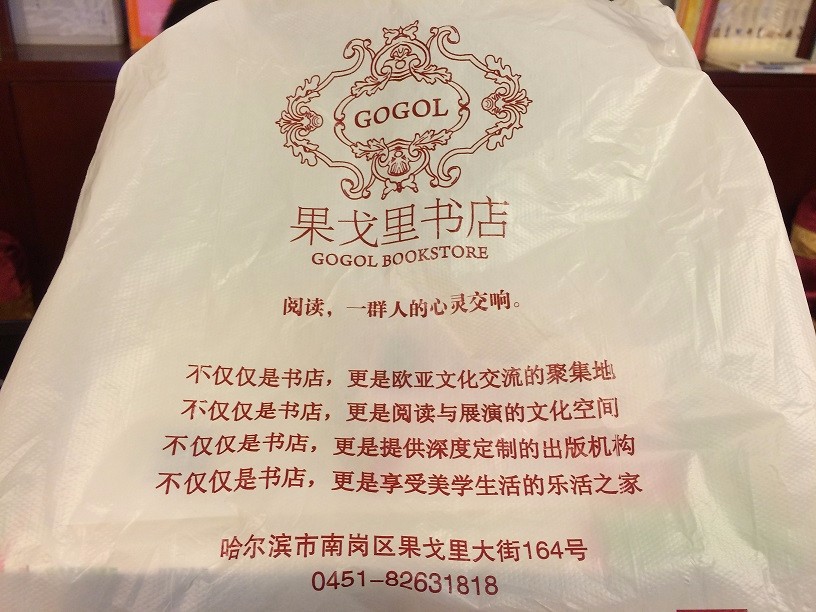 GOGOL
果戈里书店
GOGOL BOOKSTORE
阅读，一群人的心灵交响。
不仅仅是书店，更是欧亚文化交流的聚集地
不仅仅是书店，更是阅读与展演的文化空间
不仅仅是书店，更是提供深度定制的出版机构
不仅仅是书店，更是享受美学生活的乐活之家
哈尔滨市南岗区果戈里大街164号
0451-82631818